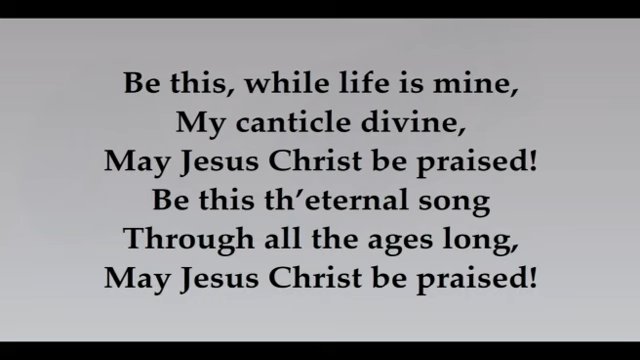 Be this, while life is mine,
My canticle divine,
May Jesus Christ be praised!
Be this th’eternal song
Through all the ages long,
May Jesus Christ be praised!